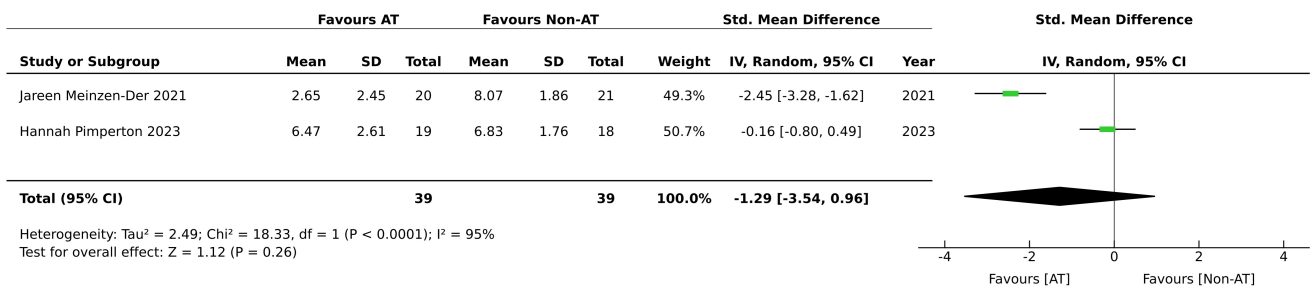 Favours AT Favours Non-AT Std. Mean Difference Std. Mean Difference
Study or Subgroup Mean SD Total Mean SD Total Weight IV, Random, 95% CI Year IV, Random, 95% CI
Jareen Meinzen-Der 2021 2.65 2.45 20 8.07 1.86 21 49.3% -2.45 [-3.28, -1.62] 2021
Hannah Pimperton 2023 6.47 2.61 19 6.83 1.76 18 50.7% -0.16 [-0.80, 0.49] 2023
Total (95% CI) 39 39 100.0% -1.29 [-3.54, 0.96]
Heterogeneity: Tau² = 2.49; Chi² = 18.33, df = 1 (P < 0.0001); I² = 95%
Test for overall effect: Z = 1.12 (P = 0.26)
-4 -2 0 2 4
Favours [AT] Favours [Non-AT]